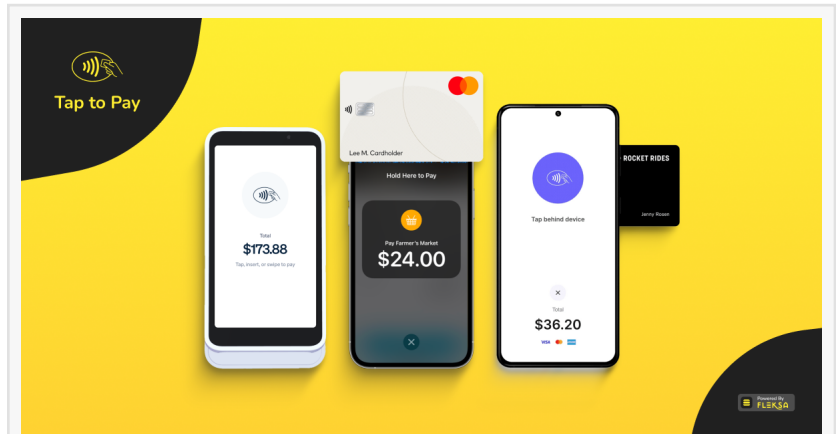 Tap to Pay
Total
$173.88
Tap, insert, or swipe to pay
Lee M. Cardholder
Hold Here to Pay
Pay Farmer's Market
$24.00
ROCKET RIDES
Jenny Rosen
Tap behind device
Total
$36.20
VISA
Powered By
FLEKSA